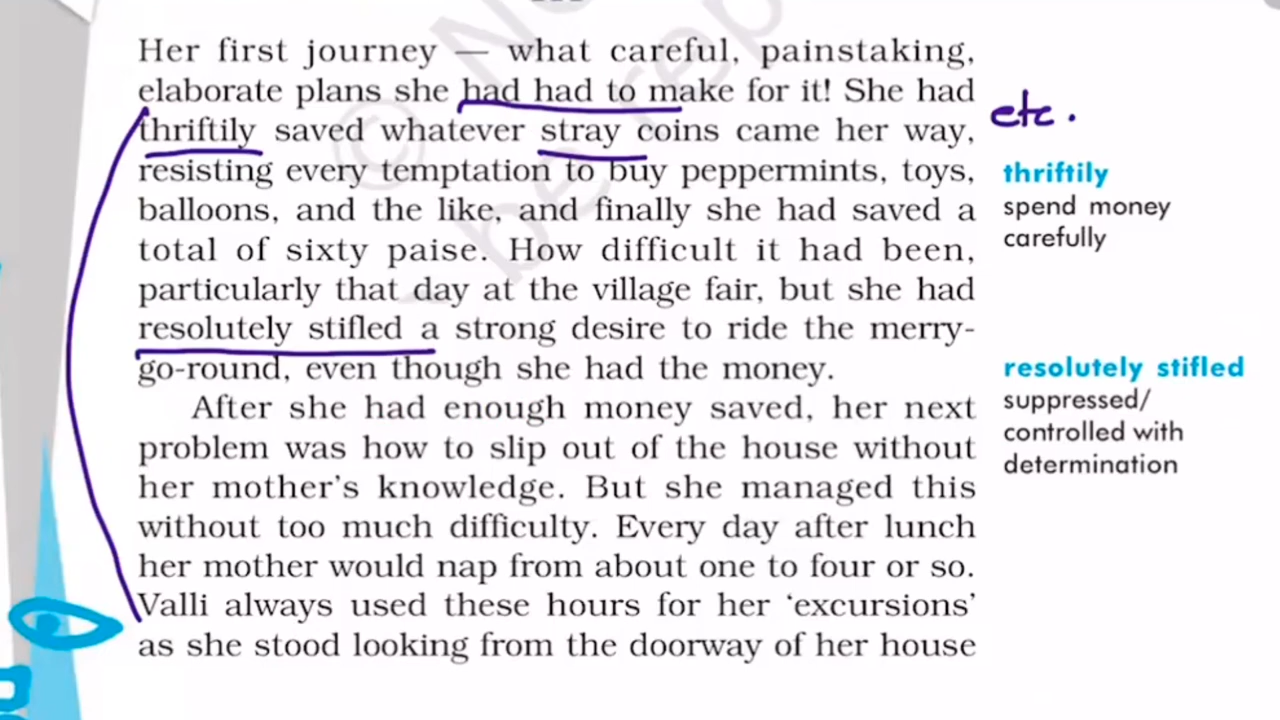 Her first journey — what careful, painstaking,
elaborate plans she had had to make for it! She had
thriftily saved whatever stray coins came her way,
resisting every temptation to buy peppermints, toys,
balloons, and the like, and finally she had saved a
total of sixty paise. How difficult it had been,
particularly that day at the village fair, but she had
resolutely stifled a strong desire to ride the merry-
go-round, even though she had the money.
After she had enough money saved, her next
problem was how to slip out of the house without
her mother's knowledge. But she managed this
without too much difficulty. Every day after lunch
her mother would nap from about one to four or so.
Valli always used these hours for her ‘excursions’
as she stood looking from the doorway of her house
etc.
thriftily
spend money
carefully
resolutely stifled
suppressed/
controlled with
determination
© N
be rep